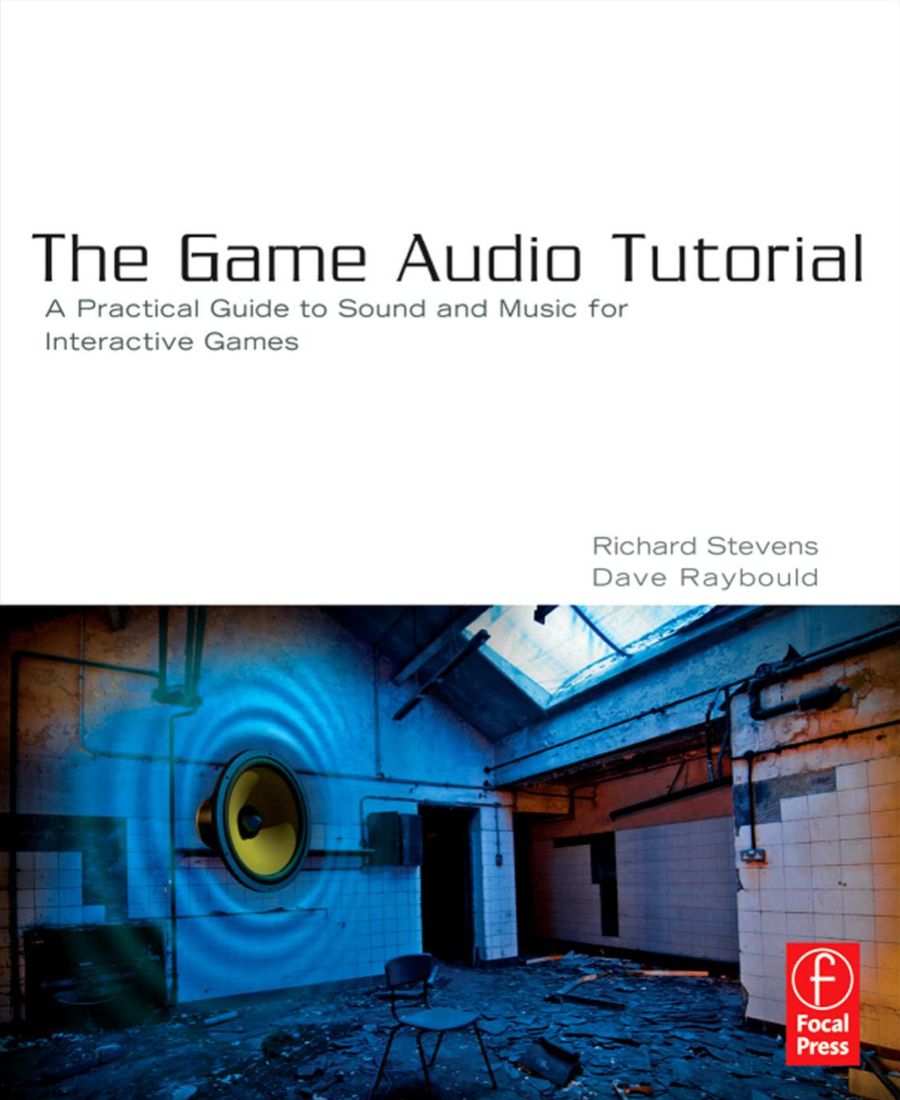 The Game Audio Tutorial
A Practical Guide to Sound and Music for
Interactive Games
Richard Stevens
Dave Raybould
f
Focal
Press